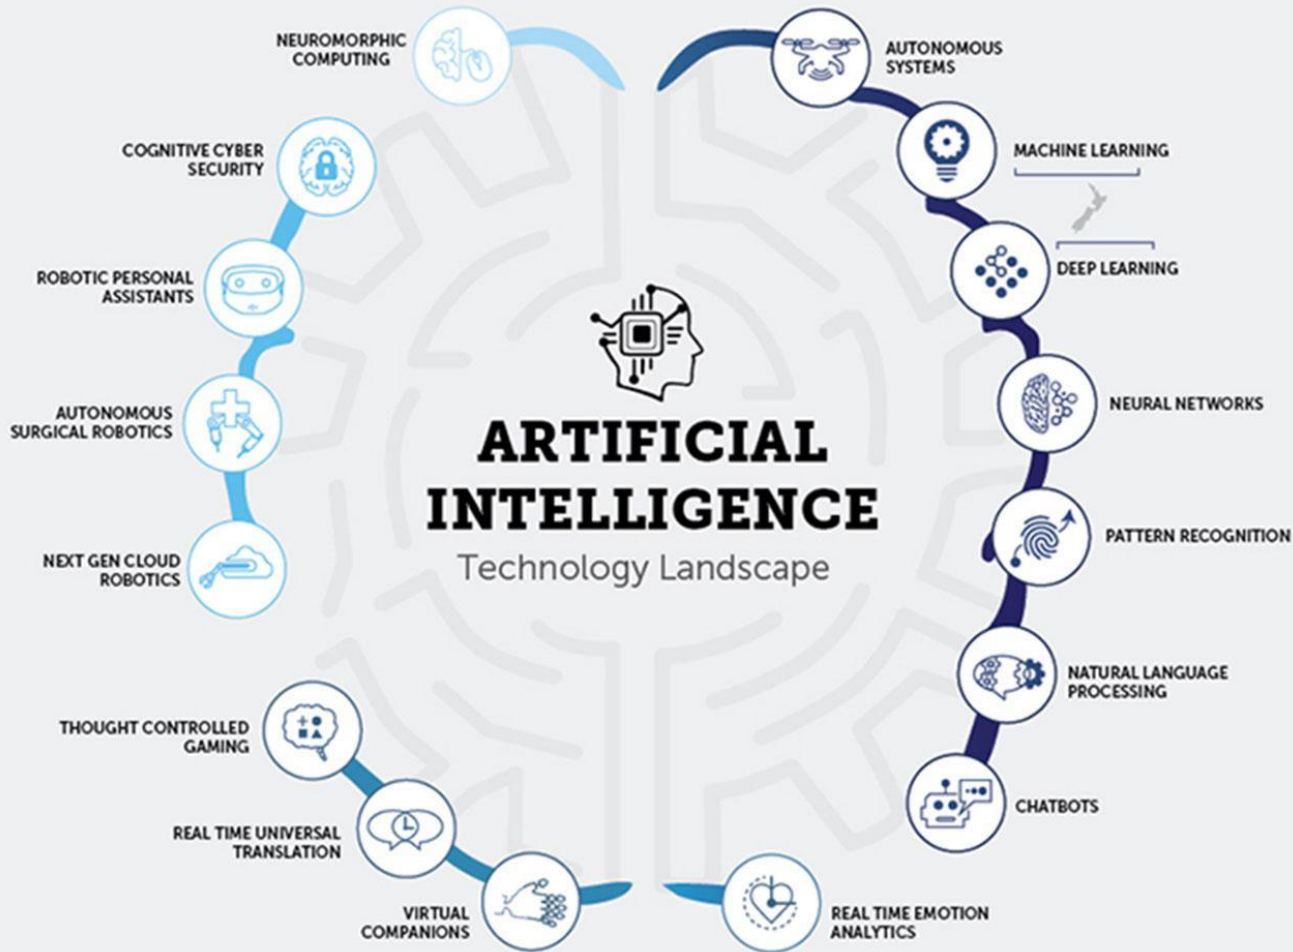 NEUROMORPHIC
COMPUTING
AUTONOMOUS
SYSTEMS
COGNITIVE CYBER
SECURITY
MACHINE LEARNING
ROBOTIC PERSONAL
ASSISTANTS
DEEP LEARNING
AUTONOMOUS
SURGICAL ROBOTICS
NEURAL NETWORKS
ARTIFICIAL
INTELLIGENCE
Technology Landscape
NEXT GEN CLOUD
ROBOTICS
PATTERN RECOGNITION
NATURAL LANGUAGE
PROCESSING
THOUGHT CONTROLLED
GAMING
CHATBOTS
REAL TIME UNIVERSAL
TRANSLATION
VIRTUAL
COMPANIONS
REAL TIME EMOTION
ANALYTICS